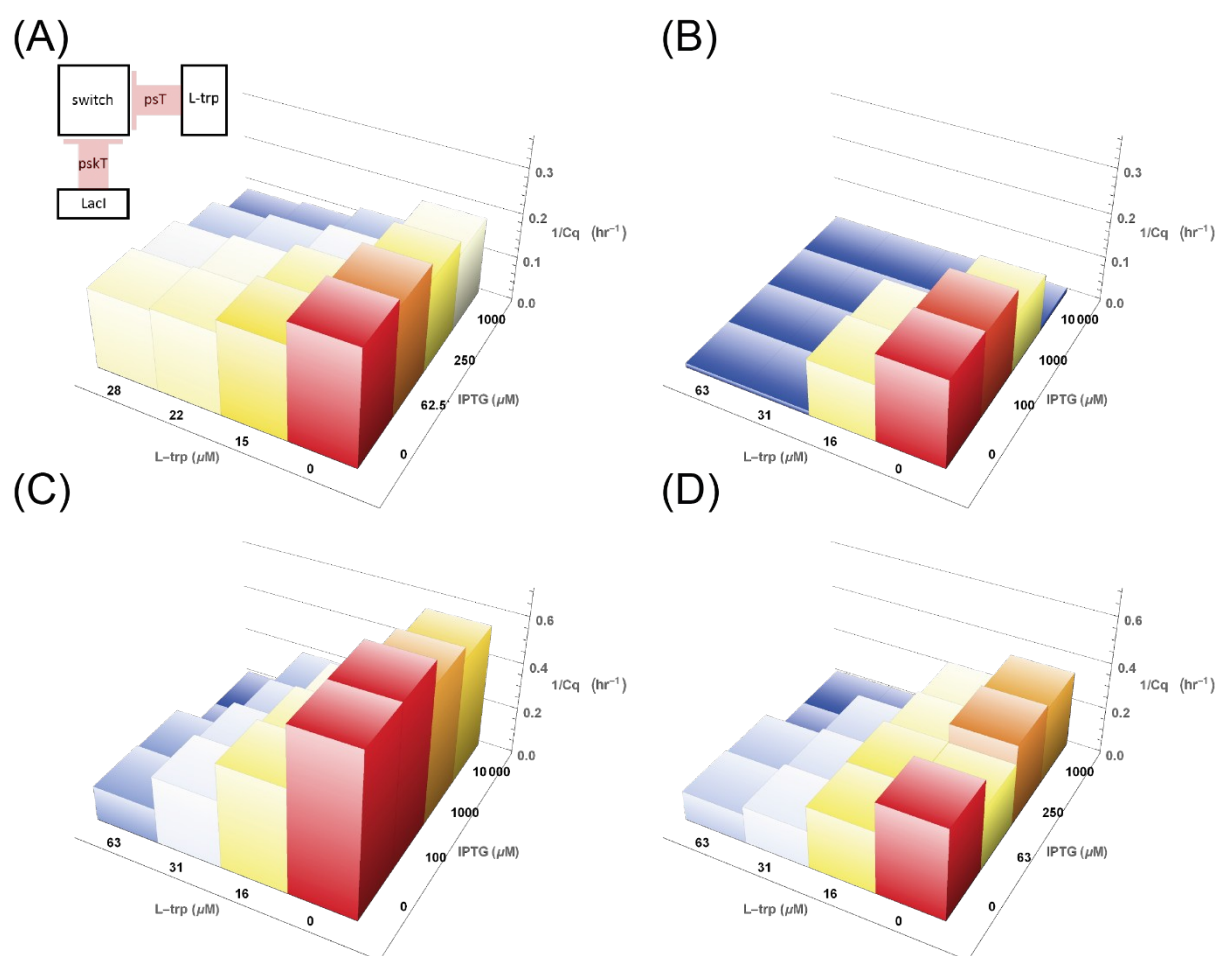 (A)
switch
psT
L-trp
pskT
LacI
0.3
0.2
1/Cq (hr⁻¹)
0.1
0.0
1000
250
62.5
IPTG (μM)
0
28
22
15
0
L-trp (μM)
(B)
0.3
0.2
1/Cq (hr⁻¹)
0.1
0.0
10 000
1000
100
IPTG (μM)
0
63
31
16
0
L-trp (μM)
(C)
0.6
0.4
1/Cq (hr⁻¹)
0.2
0.0
10 000
1000
100
IPTG (μM)
0
63
31
16
0
L-trp (μM)
(D)
0.6
0.4
1/Cq (hr⁻¹)
0.2
0.0
1000
250
63
IPTG (μM)
0
63
31
16
0
L-trp (μM)